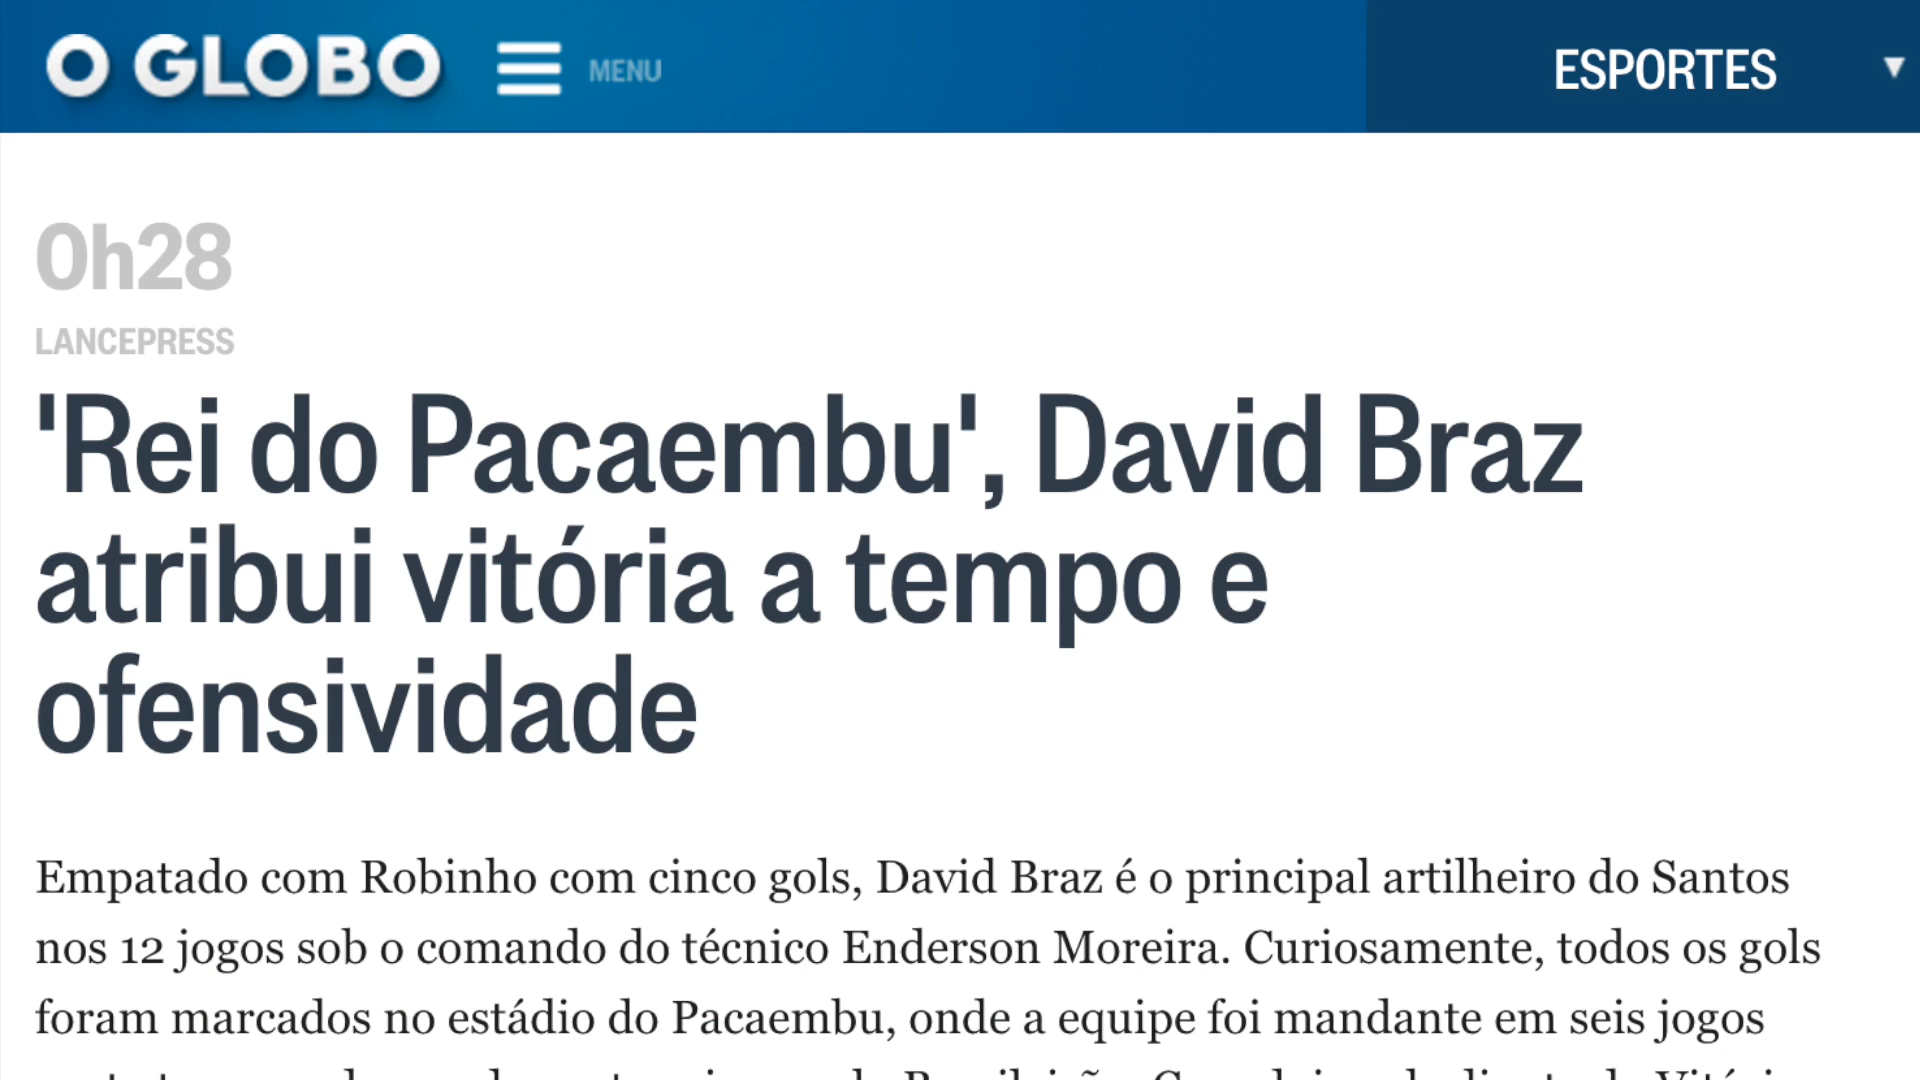 O GLOBO MENU ESPORTES
0h28
LANCEPRESS
'Rei do Pacaembu', David Braz
atribui vitória a tempo e
ofensividade
Empatado com Robinho com cinco gols, David Braz é o principal artilheiro do Santos
nos 12 jogos sob o comando do técnico Enderson Moreira. Curiosamente, todos os gols
foram marcados no estádio do Pacaembu, onde a equipe foi mandante em seis jogos